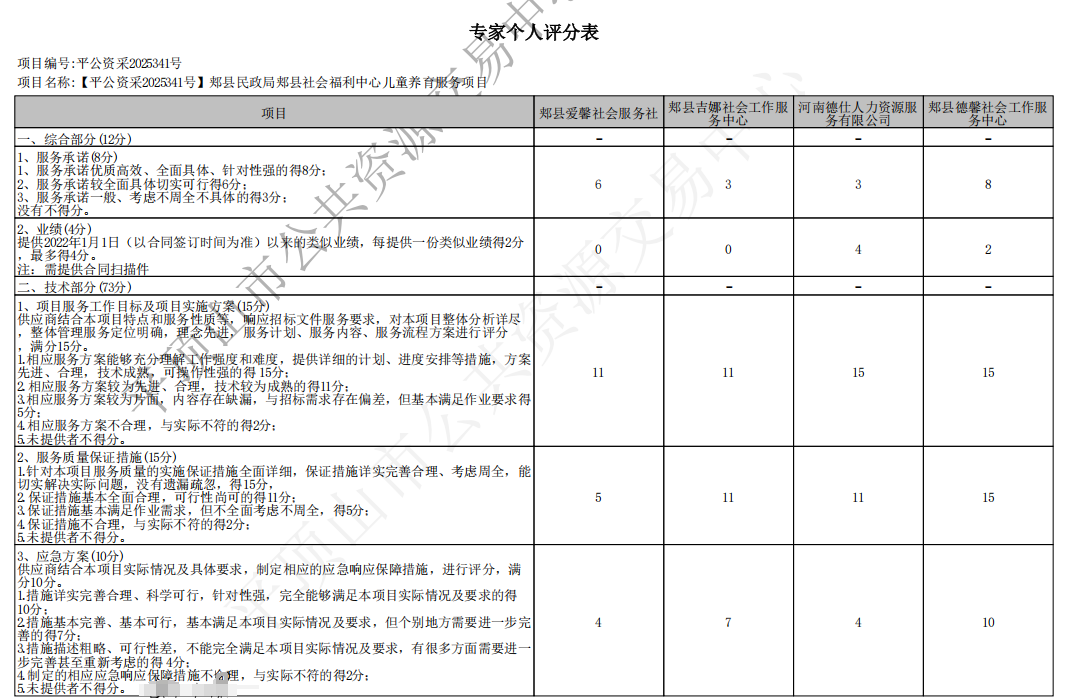 专家个人评分表
项目编号:平公资采2025341号
项目名称:【平公资采2025341号】郏县民政局郏县社会福利中心儿童养育服务项目
项目 郏县爱馨社会服务社 郏县吉娜社会工作服务中心 河南德仕人力资源服务有限公司 郏县德馨社会工作服务中心
一、综合部分(12分) - - - -
1、服务承诺(8分)
1、服务承诺优质高效、全面具体、针对性强的得8分;
2、服务承诺较全面具体切实可行得6分;
3、服务承诺一般、考虑不周全不具体的得3分;
没有不得分。
6 3 3 8
2、业绩(4分)
提供2022年1月1日（以合同签订时间为准）以来的类似业绩，每提供一份类似业绩得2分
，最多得4分。
注：需提供合同扫描件
0 0 4 2
二、技术部分(73分) - - - -
1、项目服务工作目标及项目实施方案(15分)
供应商结合本项目特点和服务性质等，响应招标文件服务要求，对本项目整体分析详尽
，整体管理服务定位明确，理念先进，服务计划、服务内容、服务流程方案进行评分
，满分15分。
1.相应服务方案能够充分理解工作强度和难度，提供详细的计划、进度安排等措施，方案
先进、合理，技术成熟，可操作性强的得 15分;
2.相应服务方案较为先进、合理，技术较为成熟的得11分;
3.相应服务方案较为片面，内容存在缺漏，与招标需求存在偏差，但基本满足作业要求得
5分;
4.相应服务方案不合理，与实际不符的得2分;
5.未提供者不得分。
11 11 15 15
2、服务质量保证措施(15分)
1.针对本项目服务质量的实施保证措施全面详细，保证措施详实完善合理、考虑周全，能
切实解决实际问题，没有遗漏疏忽，得15分，
2.保证措施基本全面合理，可行性尚可的得11分;
3.保证措施基本满足作业需求，但不全面考虑不周全，得5分;
4.保证措施不合理，与实际不符的得2分;
5.未提供者不得分。
5 11 11 15
3、应急方案(10分)
供应商结合本项目实际情况及具体要求，制定相应的应急响应保障措施，进行评分，满
分10分。
1.措施详实完善合理、科学可行，针对性强，完全能够满足本项目实际情况及要求的得
10分;
2.措施基本完善、基本可行，基本满足本项目实际情况及要求，但个别地方需要进一步完
善的得7分;
3.措施描述粗略、可行性差，不能完全满足本项目实际情况及要求，有很多方面需要进一
步完善甚至重新考虑的得 4分;
4.制定的相应应急响应保障措施不合理，与实际不符的得2分;
5.未提供者不得分。
4 7 4 10
平顶山市公共资源交易中心
平顶山市公共资源交易中心